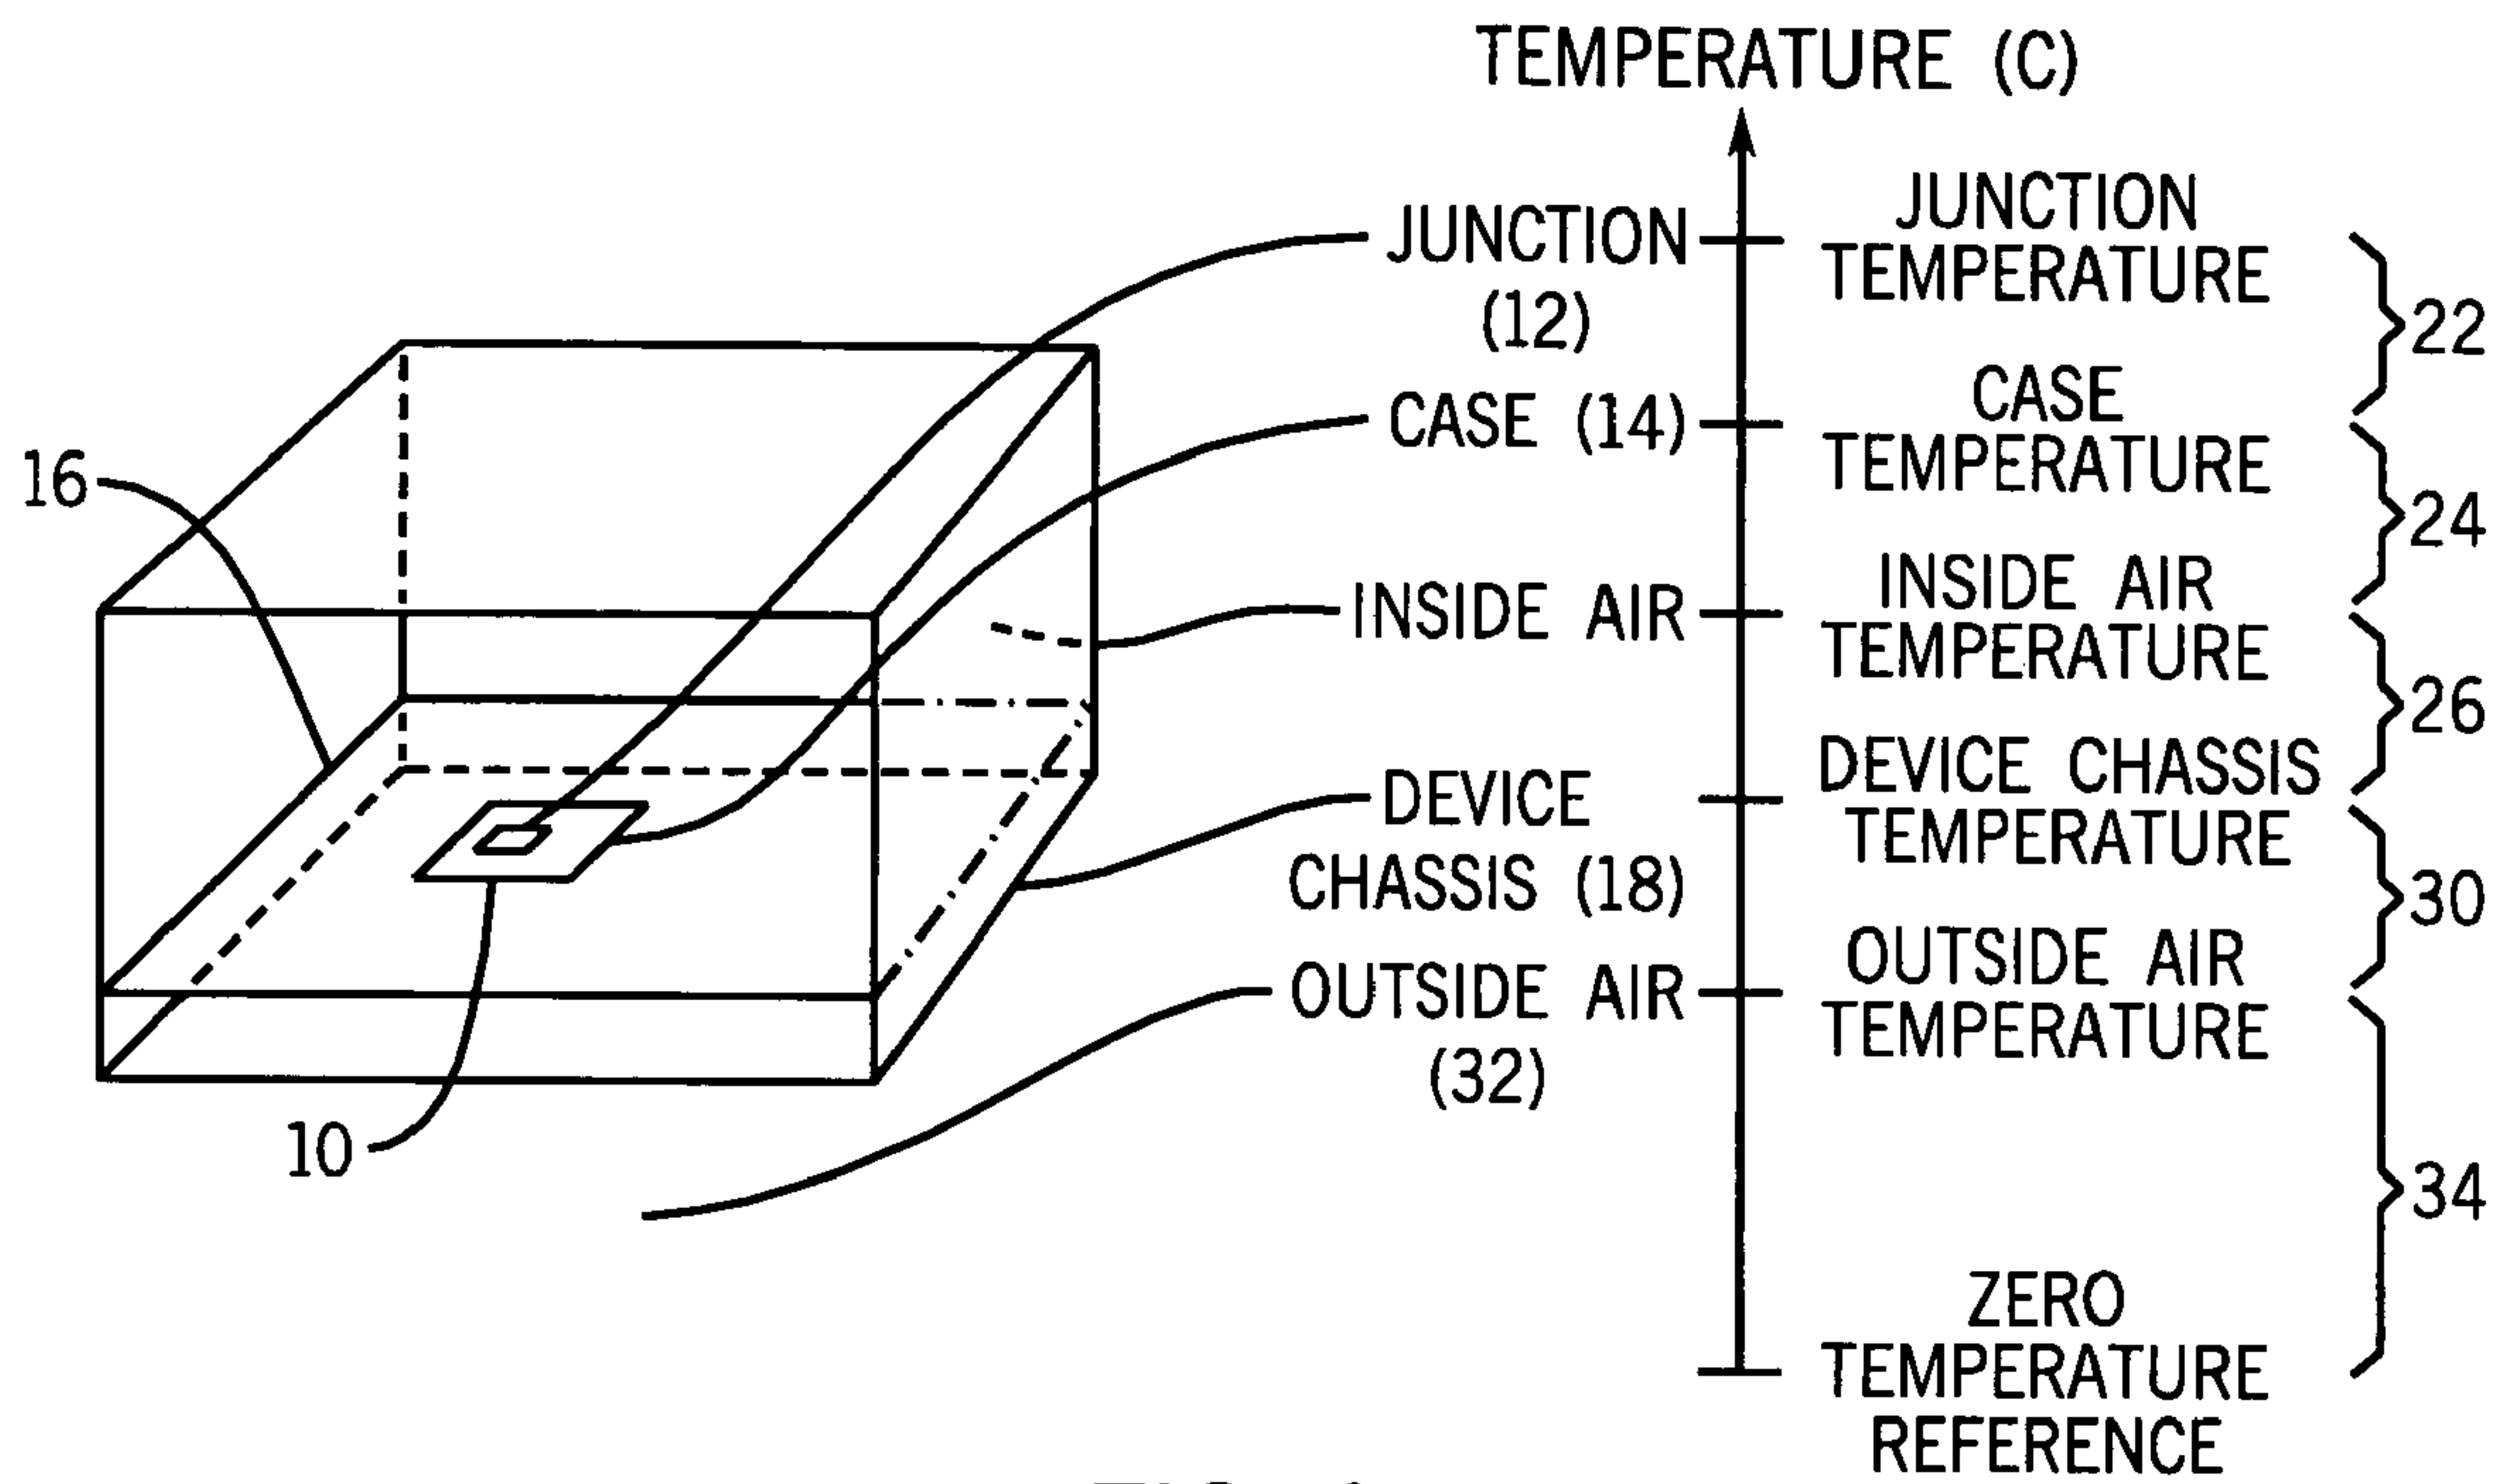 TEMPERATURE (C)
JUNCTION
(12)
CASE (14)
INSIDE AIR
DEVICE
CHASSIS (18)
OUTSIDE AIR
(32)
JUNCTION
TEMPERATURE
CASE
TEMPERATURE
INSIDE AIR
TEMPERATURE
DEVICE CHASSIS
TEMPERATURE
OUTSIDE AIR
TEMPERATURE
ZERO
TEMPERATURE
REFERENCE
22
24
26
30
34
16
10